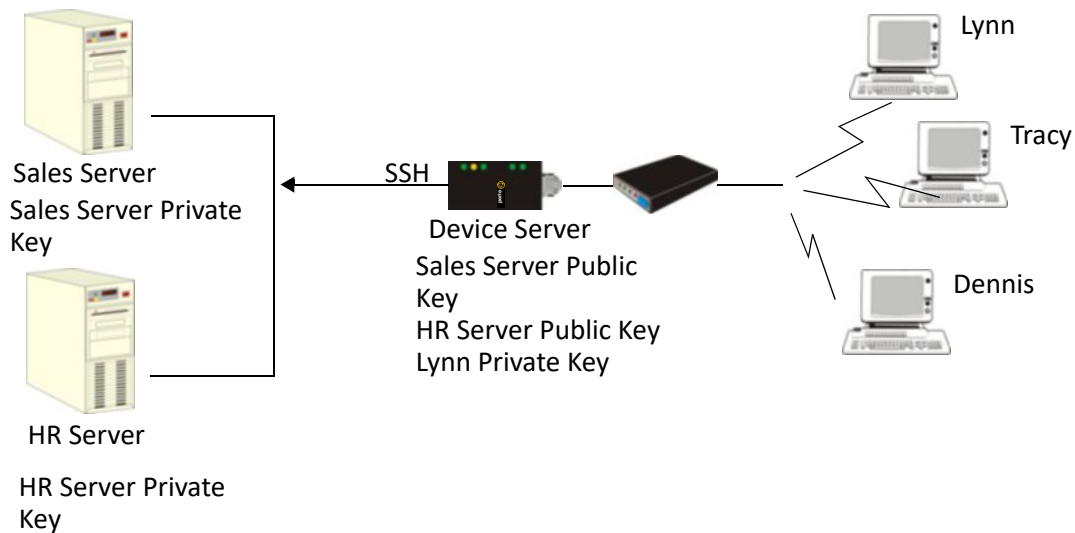 Lynn
Tracy
Dennis
SSH
Sales Server
Sales Server Private
Key
HR Server
HR Server Private
Key
Device Server
Sales Server Public
Key
HR Server Public Key
Lynn Private Key